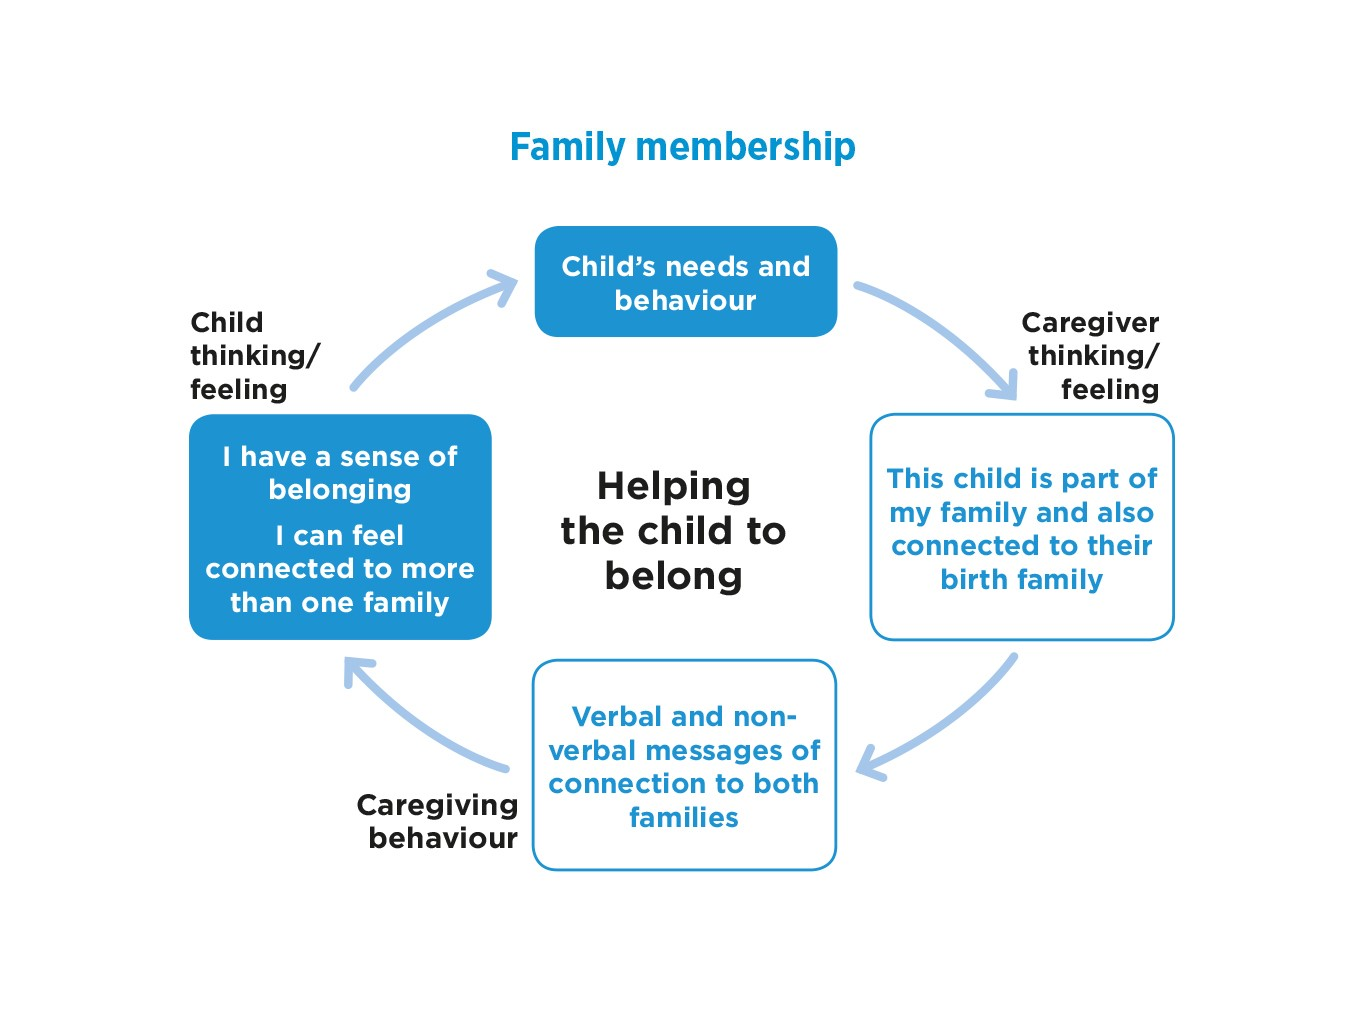 Family membership
Child’s needs and
behaviour
Caregiver
thinking/
feeling
This child is part of
my family and also
connected to their
birth family
Verbal and non-
verbal messages of
connection to both
families
Caregiving
behaviour
Child
thinking/
feeling
I have a sense of
belonging
I can feel
connected to more
than one family
Helping
the child to
belong